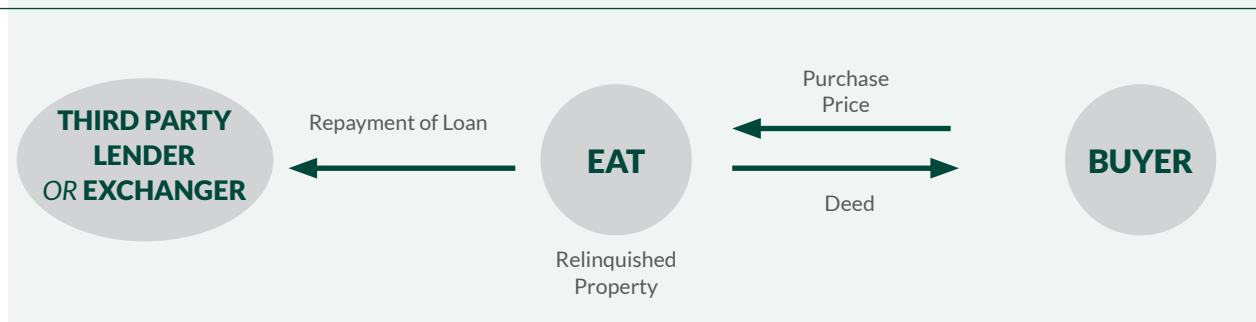 THIRD PARTY
LENDER
OR EXCHANGER
Repayment of Loan
EAT
Relinquished
Property
Purchase
Price
Deed
BUYER